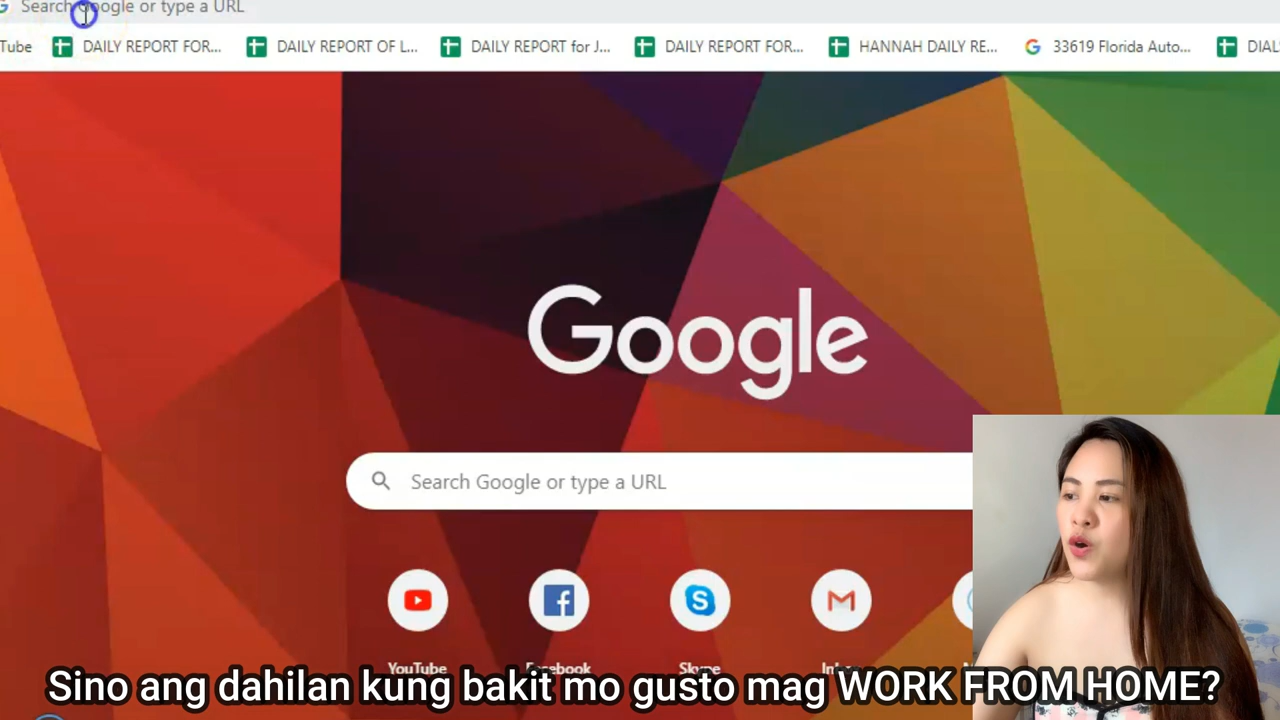 Search Google or type a URL
Tube DAILY REPORT FOR... DAILY REPORT OF L... DAILY REPORT for J... DAILY REPORT FOR... HANNAH DAILY RE... 33619 Florida Auto... DIAL
Google
Search Google or type a URL
YouTube Facebook Skype
Sino ang dahilan kung bakit mo gusto mag WORK FROM HOME?